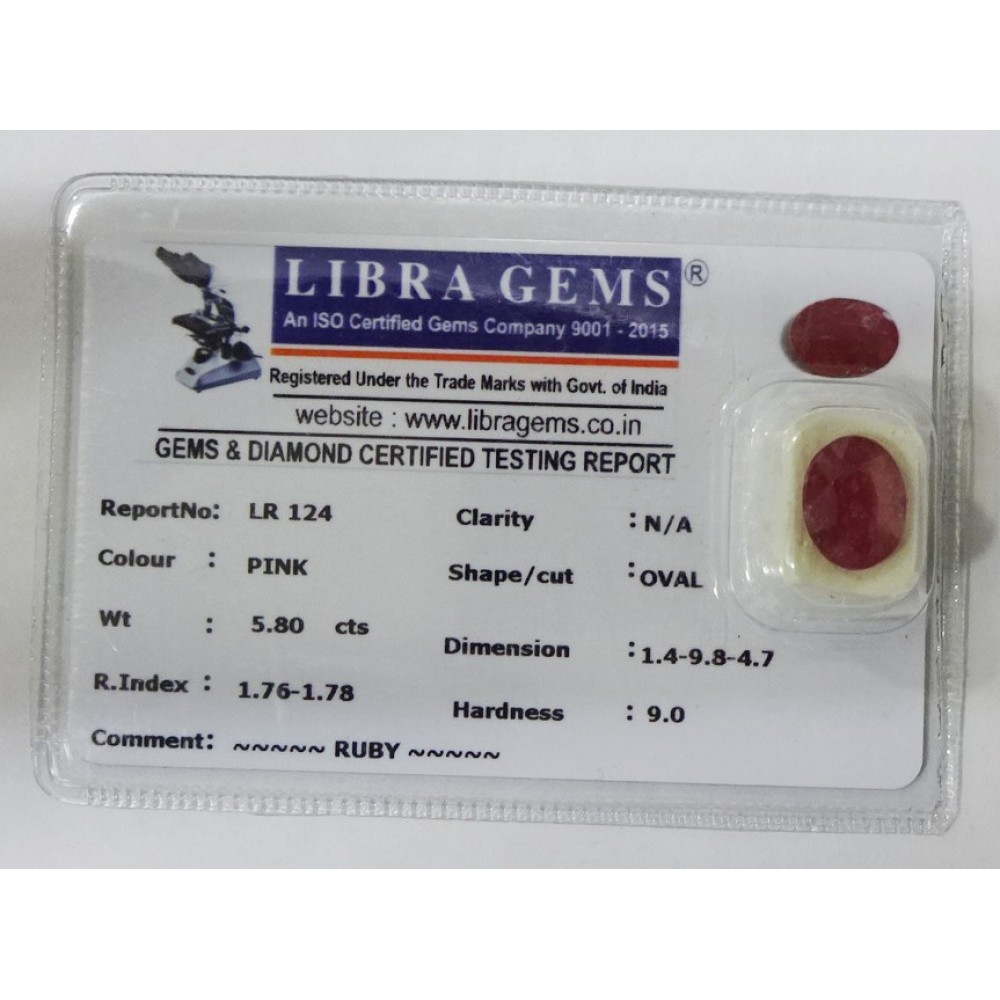 LIBRA GEMS ®
An ISO Certified Gems Company 9001 - 2015
Registered Under the Trade Marks with Govt. of India
website : www.libragems.co.in
GEMS & DIAMOND CERTIFIED TESTING REPORT
ReportNo: LR 124 Clarity : N/A
Colour : PINK Shape/cut : OVAL
Wt : 5.80 cts Dimension : 1.4-9.8-4.7
R.Index : 1.76-1.78 Hardness : 9.0
Comment: ~~~~~ RUBY ~~~~~